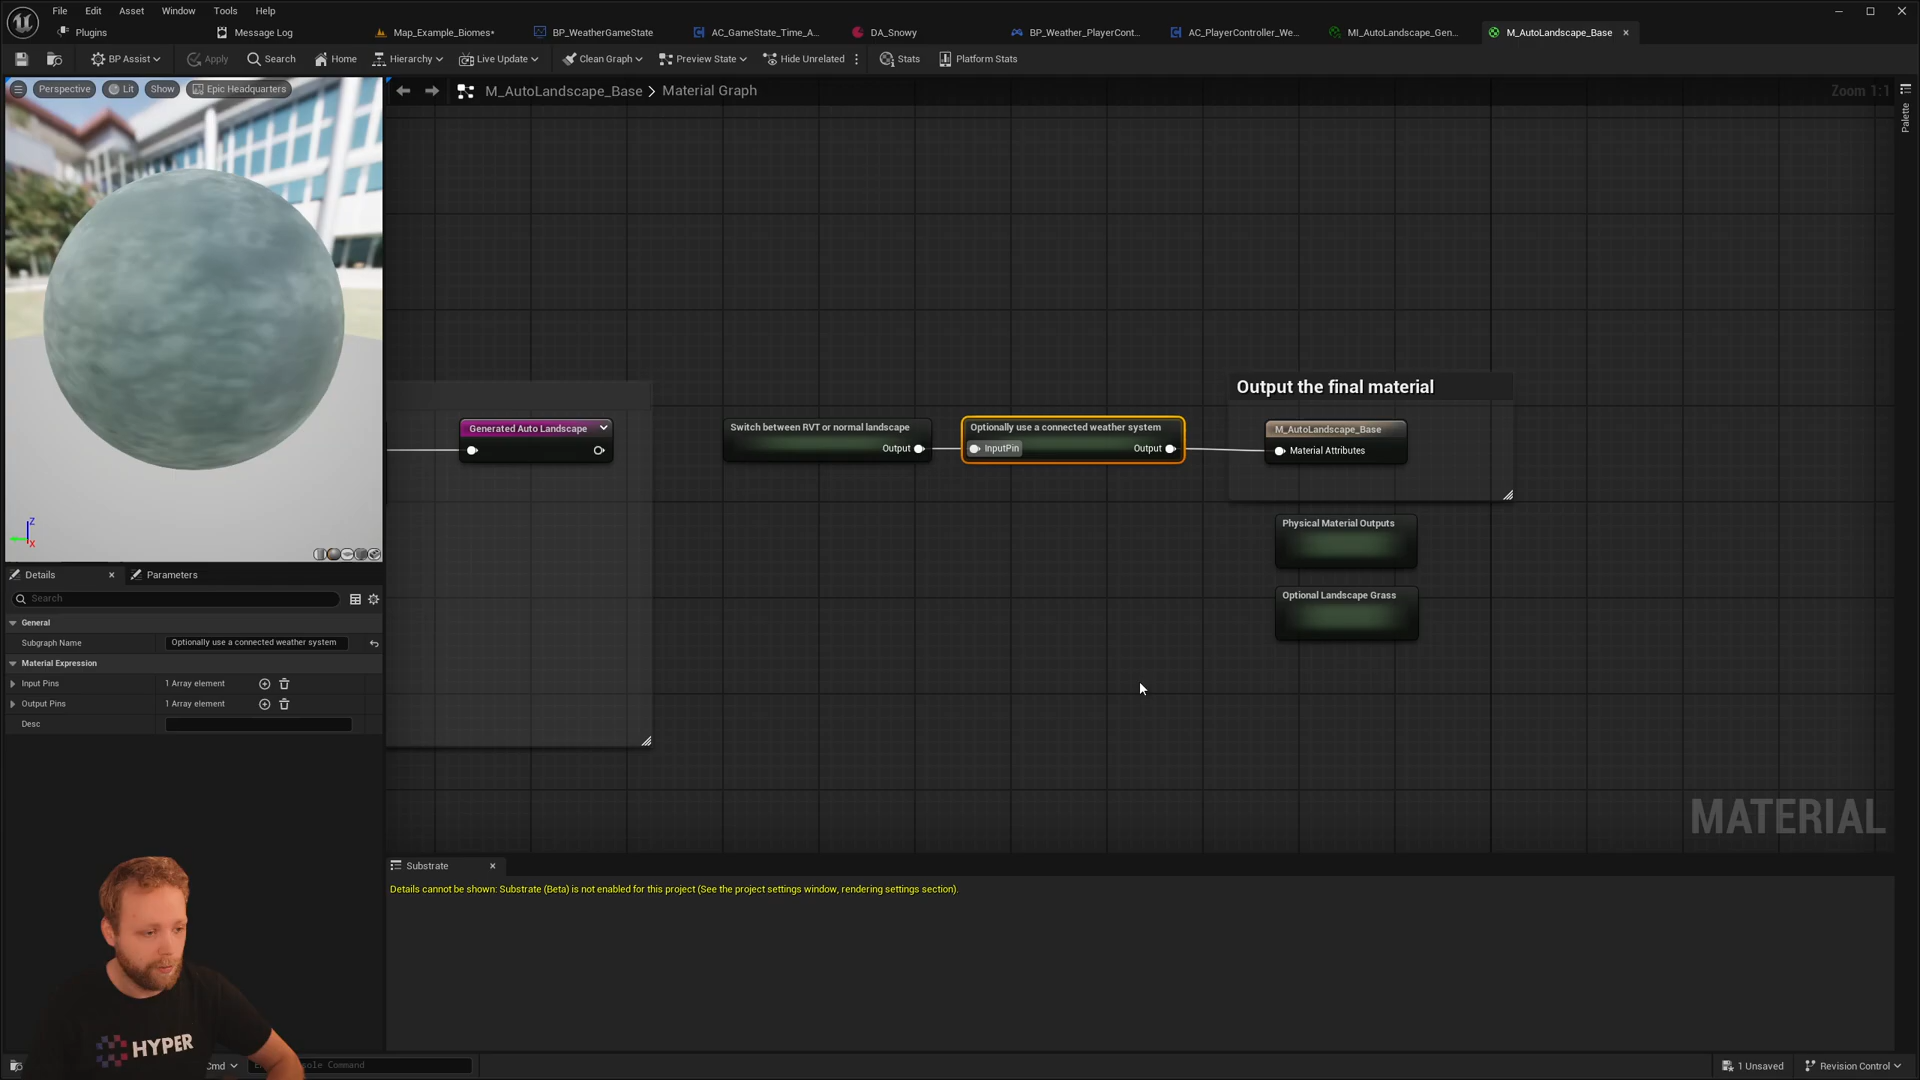 File Edit Asset Window Tools Help
Plugins Message Log Map_Example_Biomes* BP_WeatherGameState AC_GameState_Time_A... DA_Snowy BP_Weather_PlayerCont... AC_PlayerController_We... MI_AutoLandscape_Gen... M_AutoLandscape_Base
BP Assist Apply Search Home Hierarchy Live Update Clean Graph Preview State Hide Unrelated Stats Platform Stats
Perspective Lit Show Epic Headquarters
M_AutoLandscape_Base > Material Graph
Zoom 1:1
Palette
Output the final material
Generated Auto Landscape
Switch between RVT or normal landscape
Output
Optionally use a connected weather system
InputPin Output
M_AutoLandscape_Base
Material Attributes
Physical Material Outputs
Optional Landscape Grass
Z
X
Details Parameters
Search
General
Subgraph Name Optionally use a connected weather system
Material Expression
Input Pins 1 Array element
Output Pins 1 Array element
Desc
MATERIAL
Substrate
Details cannot be shown: Substrate (Beta) is not enabled for this project (See the project settings window, rendering settings section).
HYPER
Cmd
Console Command
1 Unsaved Revision Control